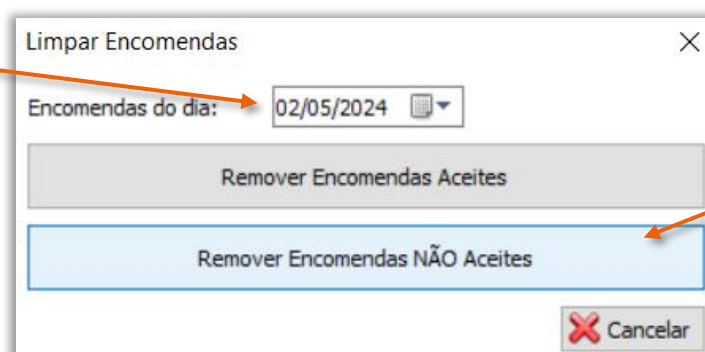 Limpar Encomendas
Encomendas do dia: 02/05/2024
Remover Encomendas Aceites
Remover Encomendas NÃO Aceites
Cancelar